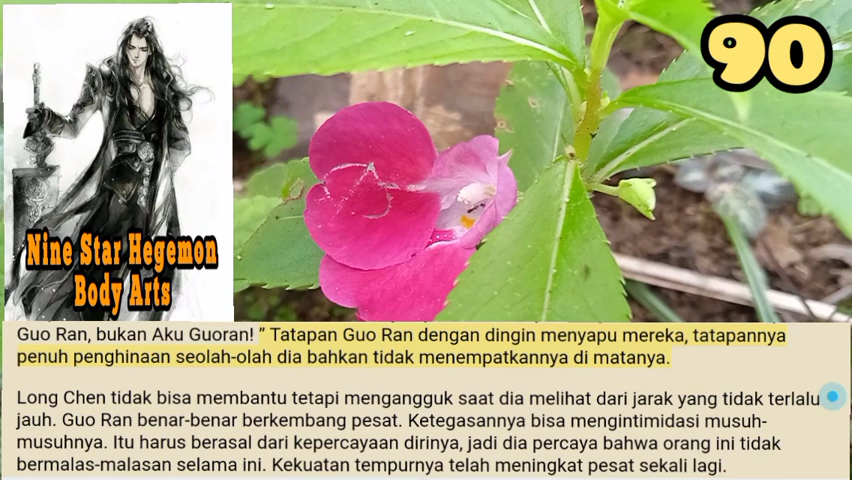 90
Nine Star Hegemon
Body Arts
Guo Ran, bukan Aku Guoran! ” Tatapan Guo Ran dengan dingin menyapu mereka, tatapannya
penuh penghinaan seolah-olah dia bahkan tidak menempatkannya di matanya.
Long Chen tidak bisa membantu tetapi mengangguk saat dia melihat dari jarak yang tidak terlalu
jauh. Guo Ran benar-benar berkembang pesat. Ketegasannya bisa mengintimidasi musuh-
musuhnya. Itu harus berasal dari kepercayaan dirinya, jadi dia percaya bahwa orang ini tidak
bermalas-malasan selama ini. Kekuatan tempurnya telah meningkat pesat sekali lagi.